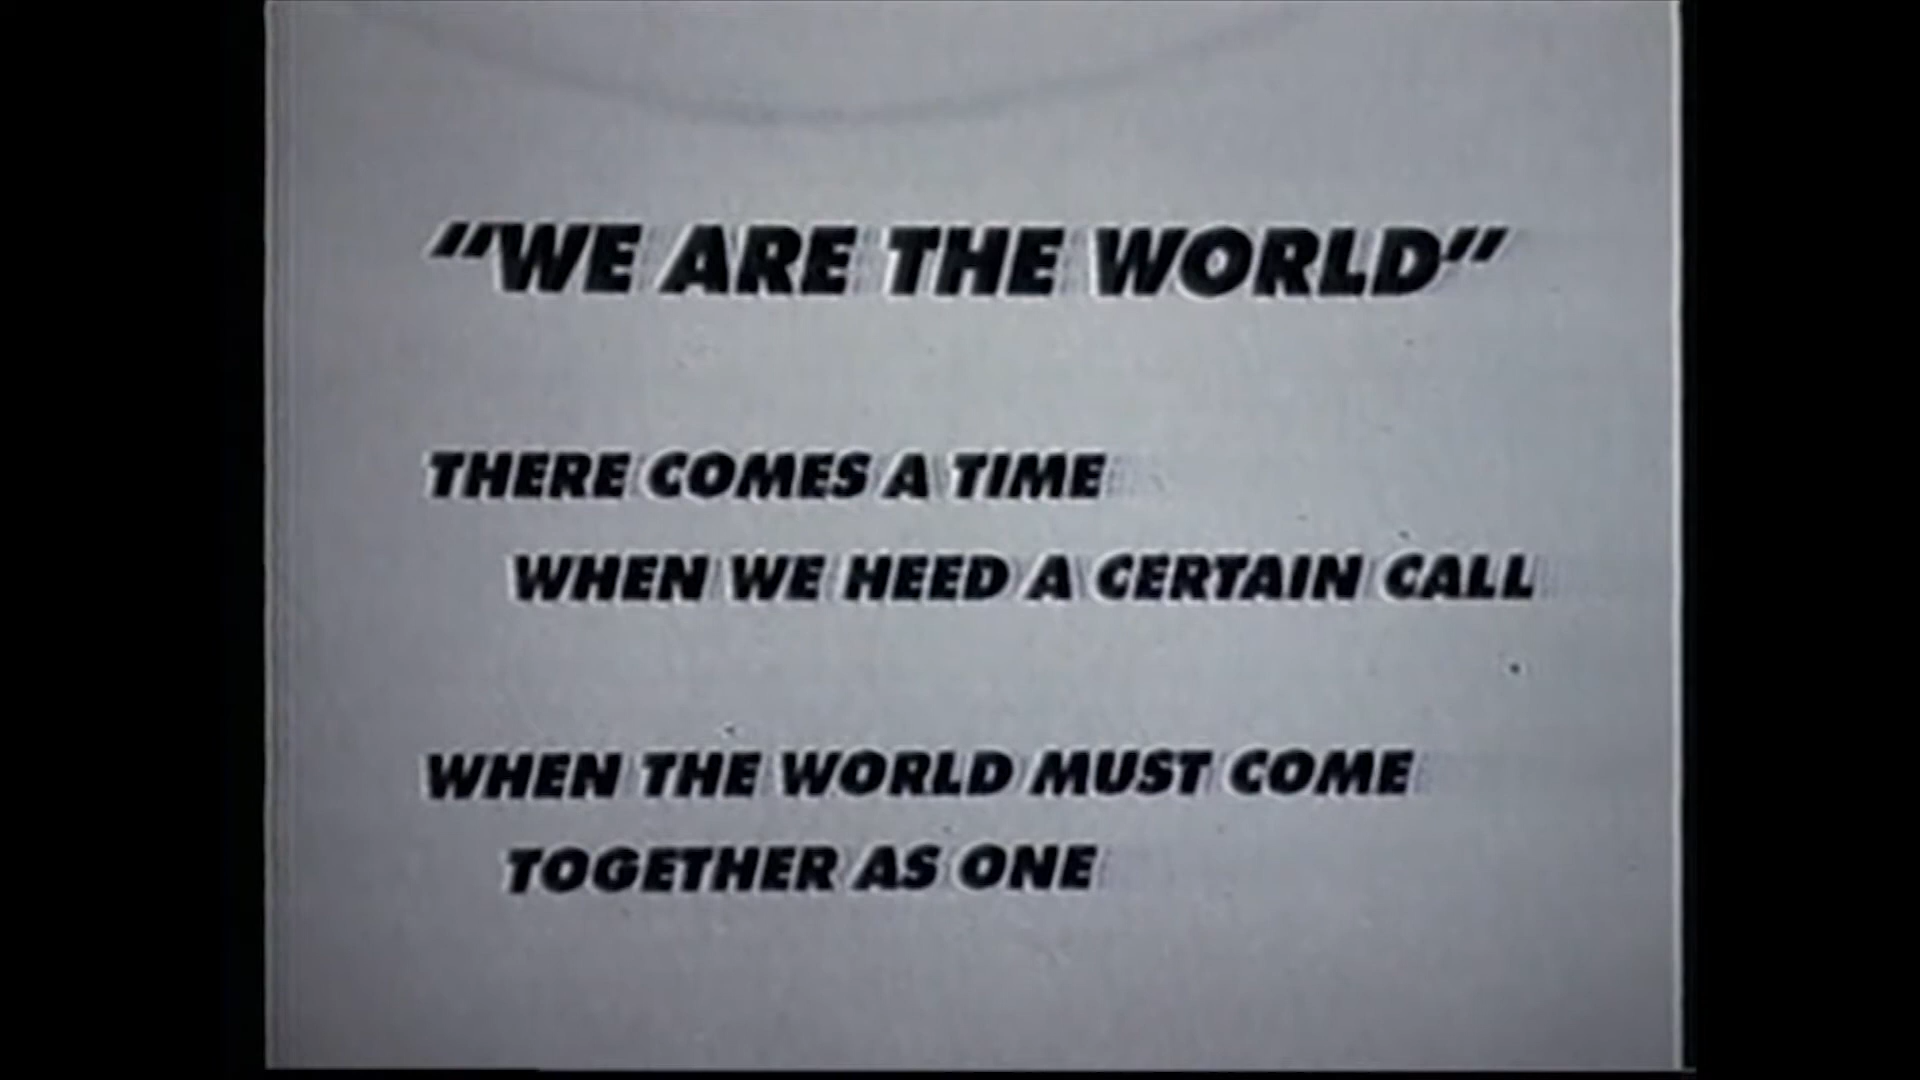 "WE ARE THE WORLD"
THERE COMES A TIME
WHEN WE HEED A CERTAIN CALL
WHEN THE WORLD MUST COME
TOGETHER AS ONE